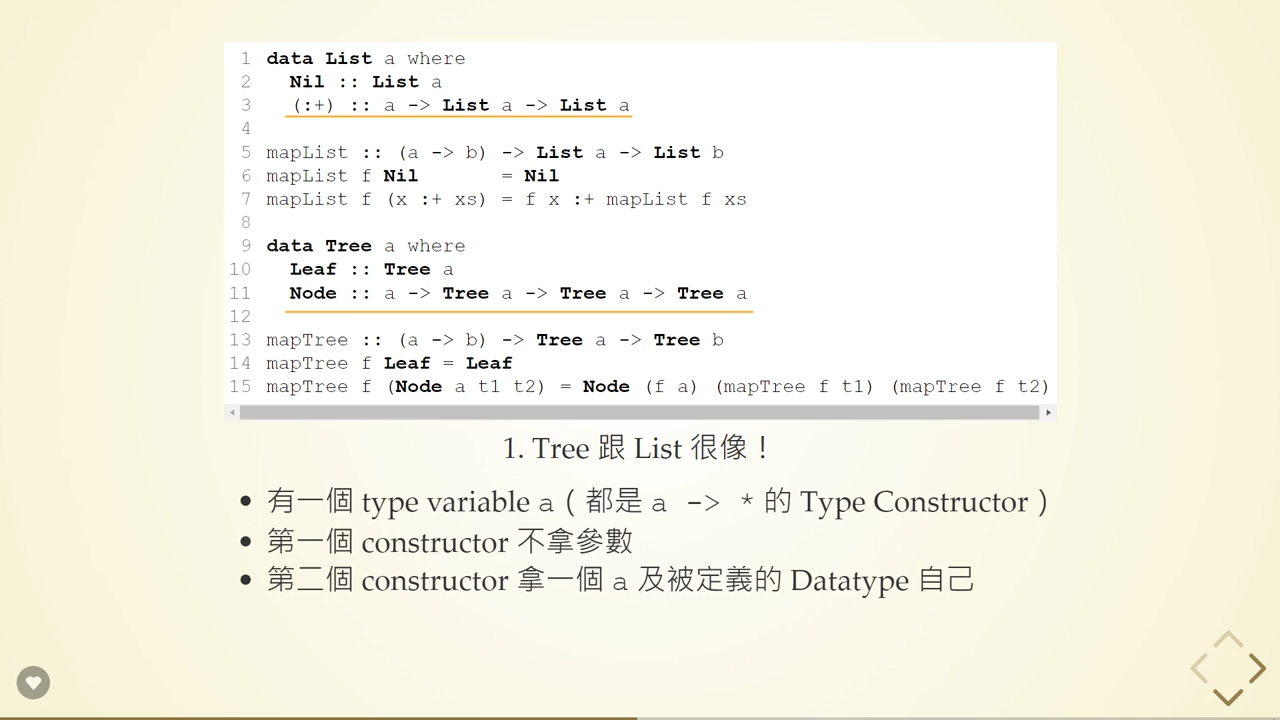 1 data List a where
2   Nil :: List a
3   (:+) :: a -> List a -> List a
4
5 mapList :: (a -> b) -> List a -> List b
6 mapList f Nil       = Nil
7 mapList f (x :+ xs) = f x :+ mapList f xs
8
9 data Tree a where
10   Leaf :: Tree a
11   Node :: a -> Tree a -> Tree a -> Tree a
12
13 mapTree :: (a -> b) -> Tree a -> Tree b
14 mapTree f Leaf = Leaf
15 mapTree f (Node a t1 t2) = Node (f a) (mapTree f t1) (mapTree f t2)
1. Tree 跟 List 很像！
• 有一個 type variable a（都是 a -> * 的 Type Constructor）
• 第一個 constructor 不拿參數
• 第二個 constructor 拿一個 a 及被定義的 Datatype 自己